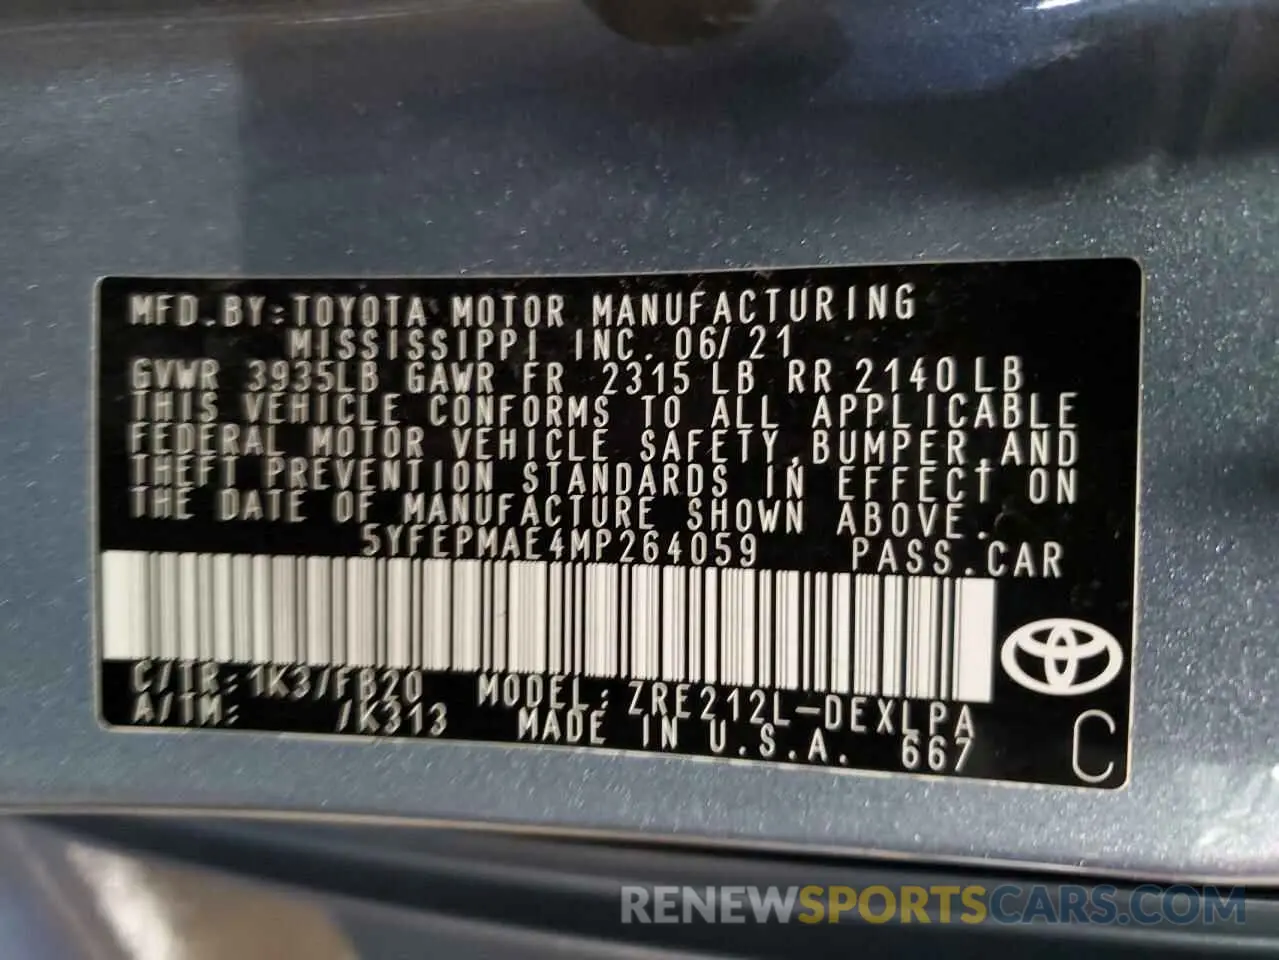 MFD.BY:TOYOTA MOTOR MANUFACTURING
MISSISSIPPI INC. 06/21
GVWR 3935LB GAWR FR 2315LB RR 2140LB
THIS VEHICLE CONFORMS TO ALL APPLICABLE
FEDERAL MOTOR VEHICLE SAFETY,BUMPER,AND
THEFT PREVENTION STANDARDS IN EFFECT ON
THE DATE OF MANUFACTURE SHOWN ABOVE.
5YFEPMAE4MP264059 PASS.CAR
C/TR:1K3/FB20 MODEL:ZRE212L-DEXLPA
A/TM: /K313 MADE IN U.S.A. 667
C
RENEWSPORTSCARS.COM